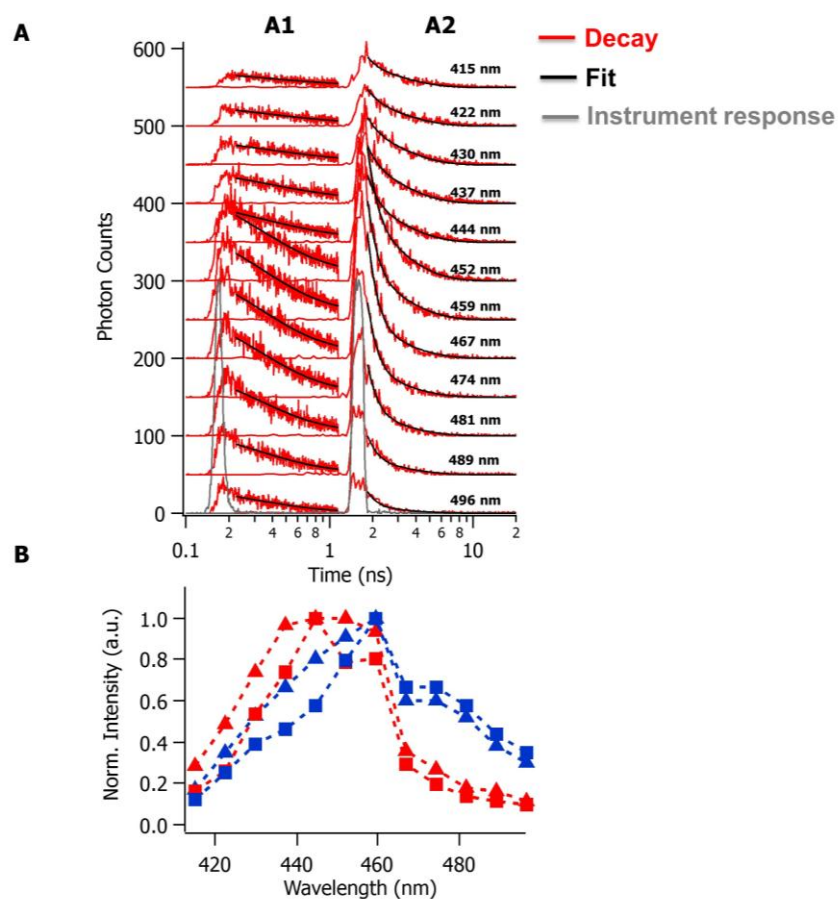 A
A1
A2
Decay
Fit
Instrument response
Photon Counts
600
500
400
300
200
100
0
415 nm
422 nm
430 nm
437 nm
444 nm
452 nm
459 nm
467 nm
474 nm
481 nm
489 nm
496 nm
0.1 2 4 6 8 1 2 4 6 8 10 2
Time (ns)
B
Norm. Intensity (a.u.)
1.0
0.8
0.6
0.4
0.2
0.0
420 440 460 480
Wavelength (nm)